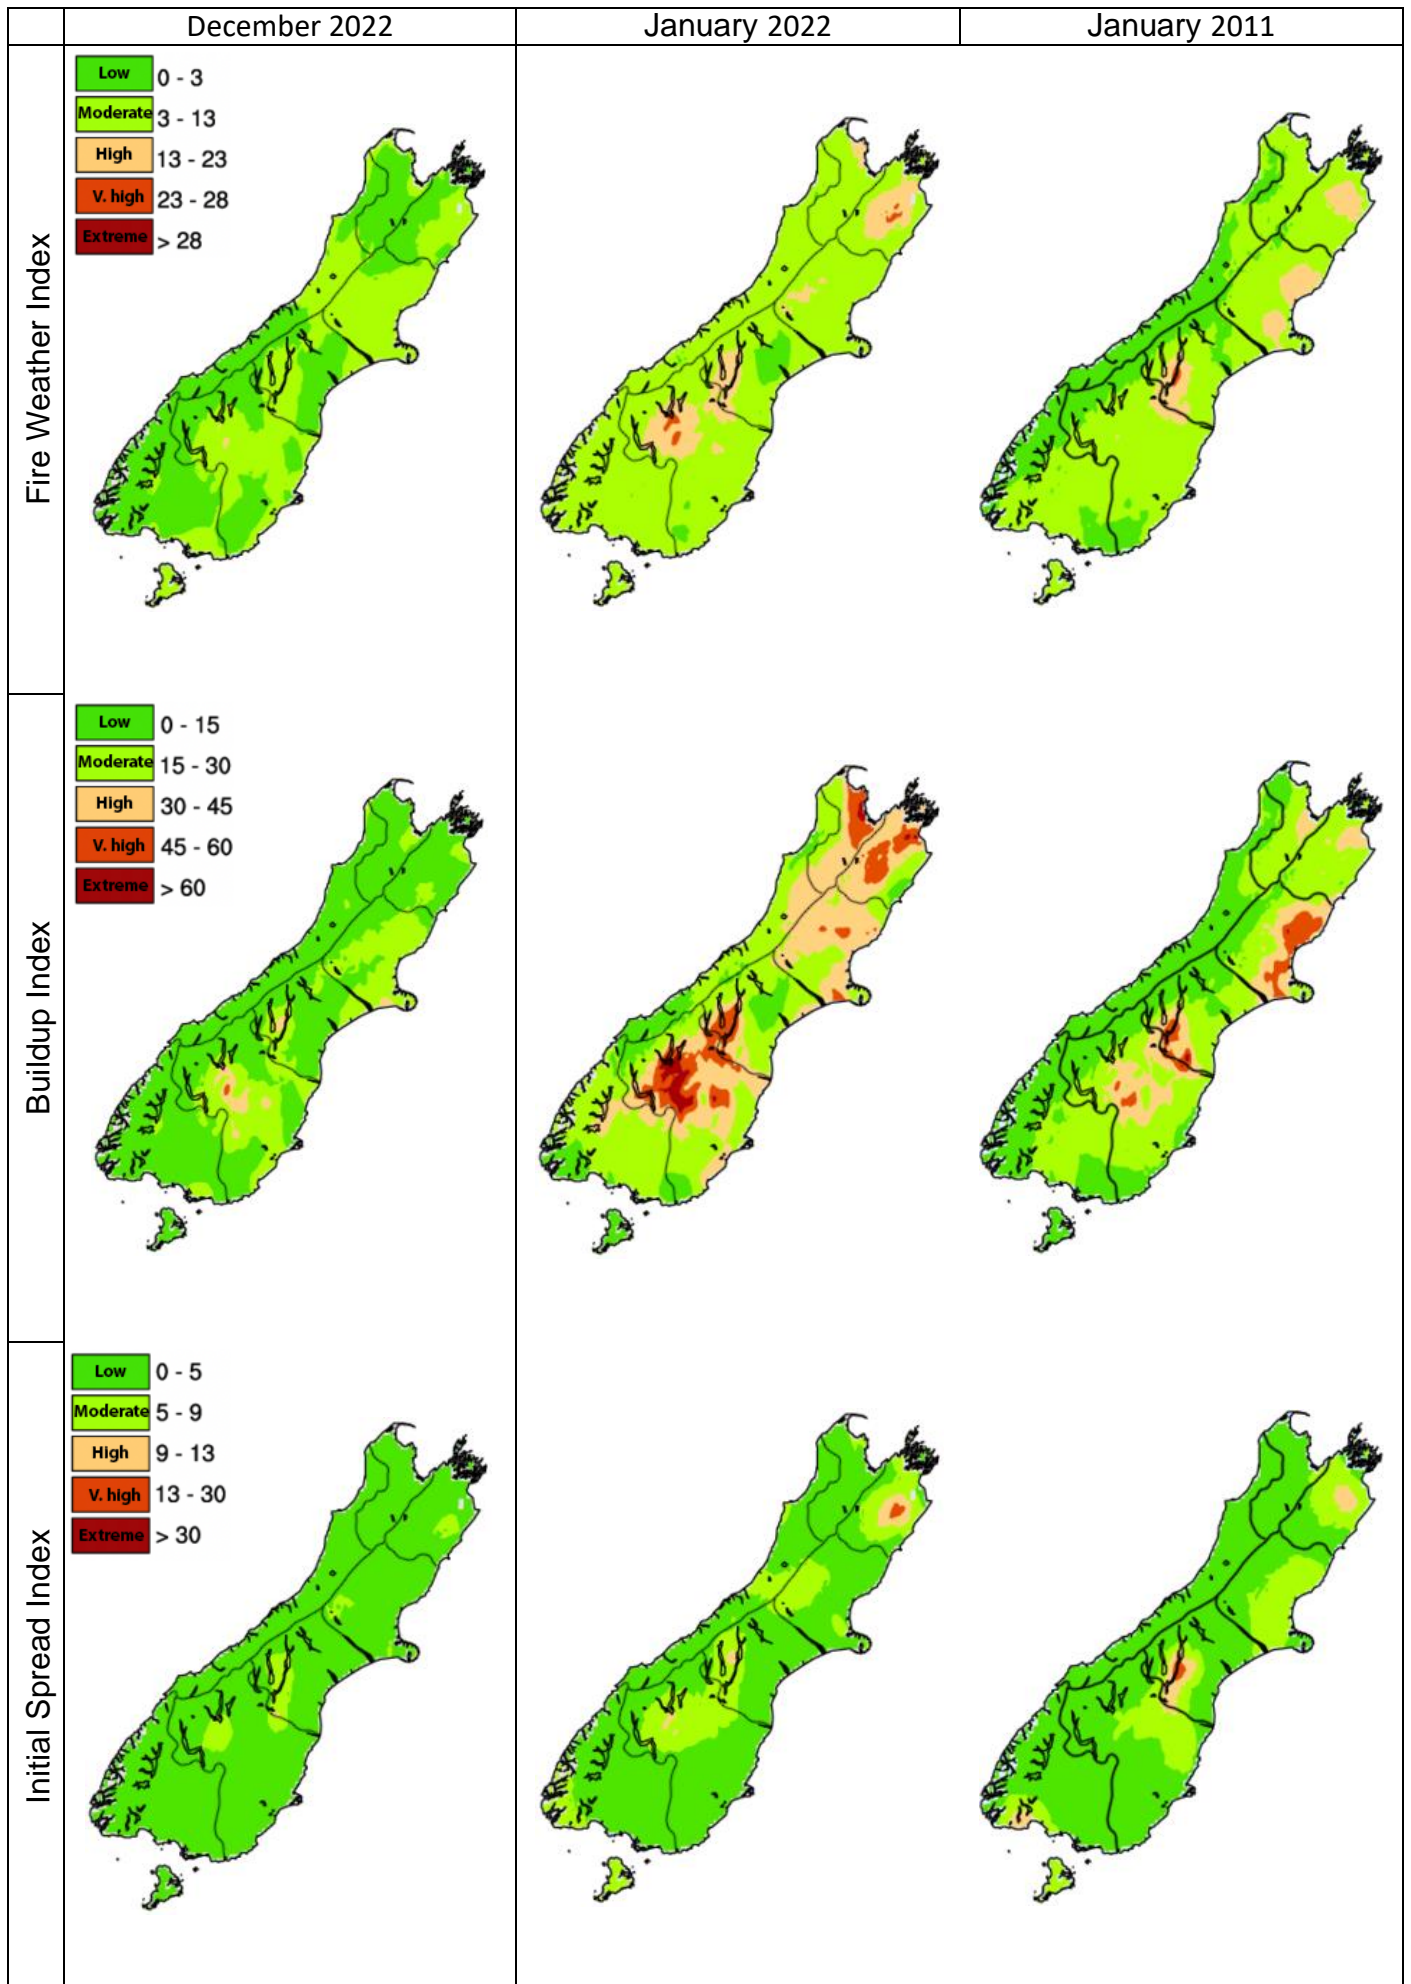 December 2022
January 2022
January 2011
Fire Weather Index
Low 0 - 3
Moderate 3 - 13
High 13 - 23
V. high 23 - 28
Extreme > 28
Buildup Index
Low 0 - 15
Moderate 15 - 30
High 30 - 45
V. high 45 - 60
Extreme > 60
Initial Spread Index
Low 0 - 5
Moderate 5 - 9
High 9 - 13
V. high 13 - 30
Extreme > 30